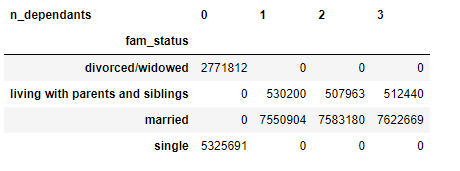 n_dependants 0 1 2 3
fam_status
divorced/widowed 2771812 0 0 0
living with parents and siblings 0 530200 507963 512440
married 0 7550904 7583180 7622669
single 5325691 0 0 0